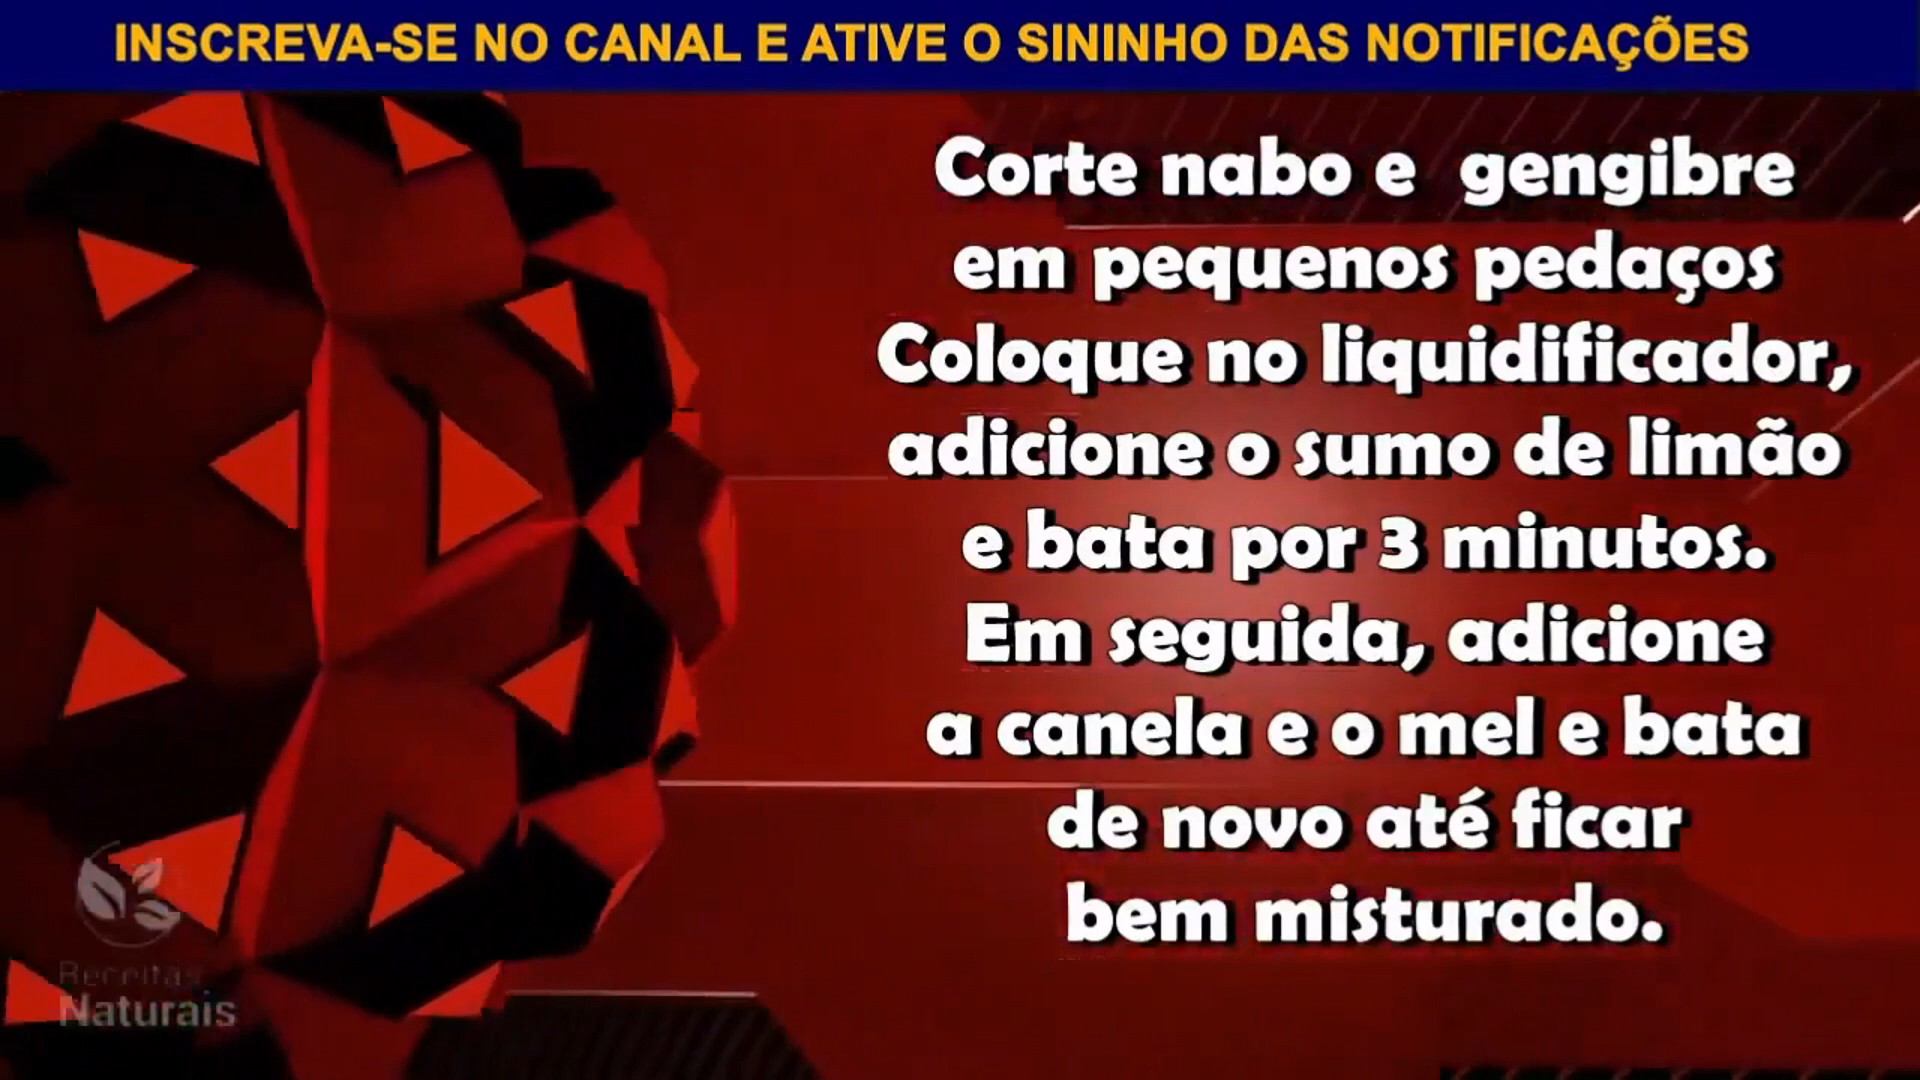 INSCREVA-SE NO CANAL E ATIVE O SININHO DAS NOTIFICAÇÕES
Corte nabo e gengibre
em pequenos pedaços
Coloque no liquidificador,
adicione o sumo de limão
e bata por 3 minutos.
Em seguida, adicione
a canela e o mel e bata
de novo até ficar
bem misturado.
Receitas
Naturais